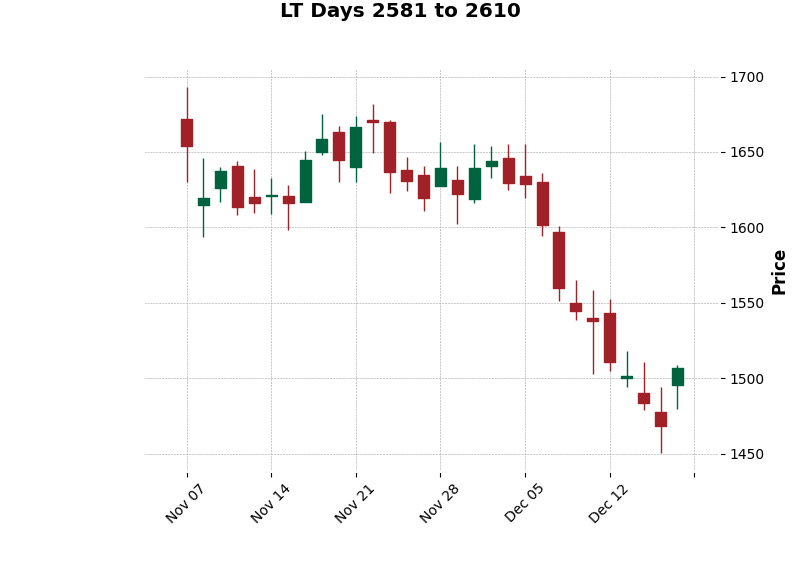 LT Days 2581 to 2610
1700
1650
1600
1550
1500
1450
Price
Nov 07
Nov 14
Nov 21
Nov 28
Dec 05
Dec 12